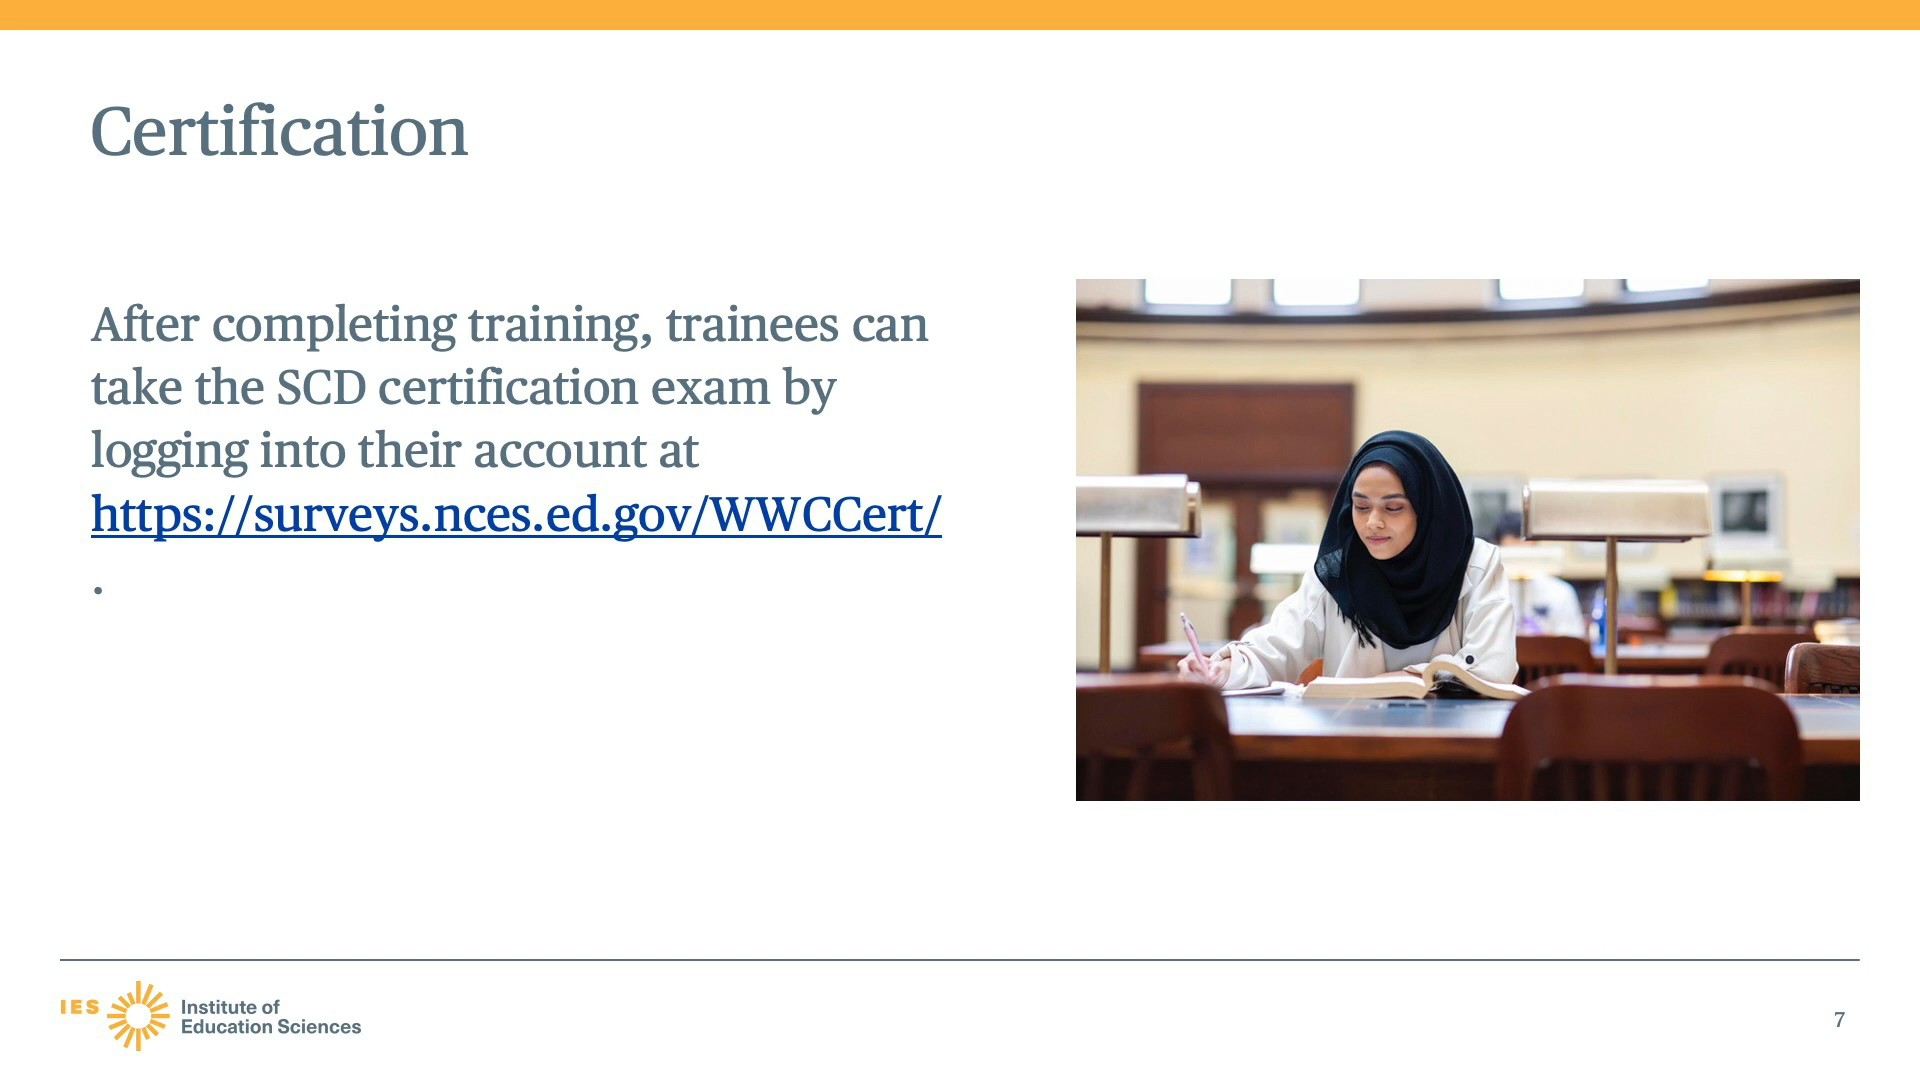 Certification
After completing training, trainees can
take the SCD certification exam by
logging into their account at
https://surveys.nces.ed.gov/WWCCert/
.
IES
Institute of
Education Sciences
7